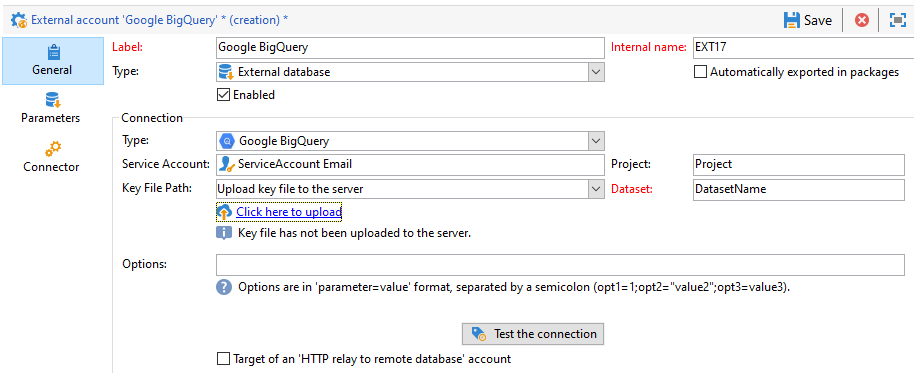 External account 'Google BigQuery' * (creation) *
Save
General
Parameters
Connector
Label: Google BigQuery Internal name: EXT17
Type: External database Automatically exported in packages
Enabled
Connection
Type: Google BigQuery
Service Account: ServiceAccount Email Project: Project
Key File Path: Upload key file to the server Dataset: DatasetName
Click here to upload
Key file has not been uploaded to the server.
Options:
Options are in 'parameter=value' format, separated by a semicolon (opt1=1;opt2="value2";opt3=value3).
Test the connection
Target of an 'HTTP relay to remote database' account